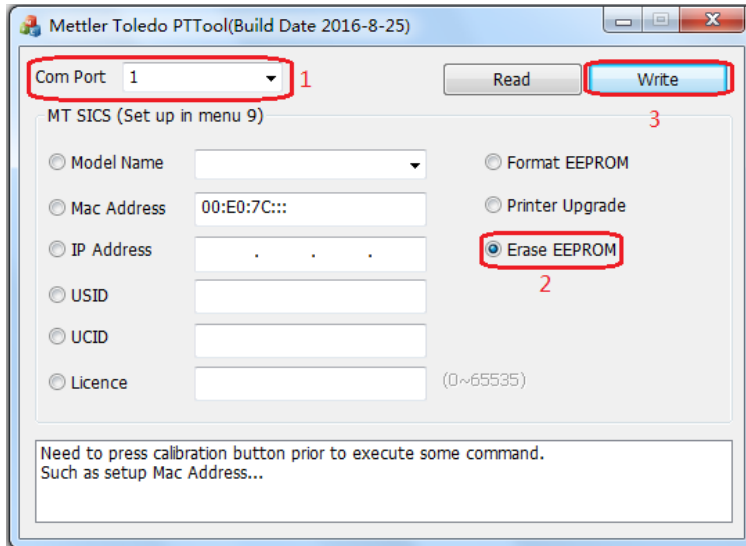 Mettler Toledo PTTool(Build Date 2016-8-25)
Com Port 1 1 Read Write
3
MT SICS (Set up in menu 9)
Model Name Format EEPROM
Mac Address 00:E0:7C::: Printer Upgrade
IP Address . . . Erase EEPROM
2
USID
UCID
Licence (0~65535)
Need to press calibration button prior to execute some command.
Such as setup Mac Address...